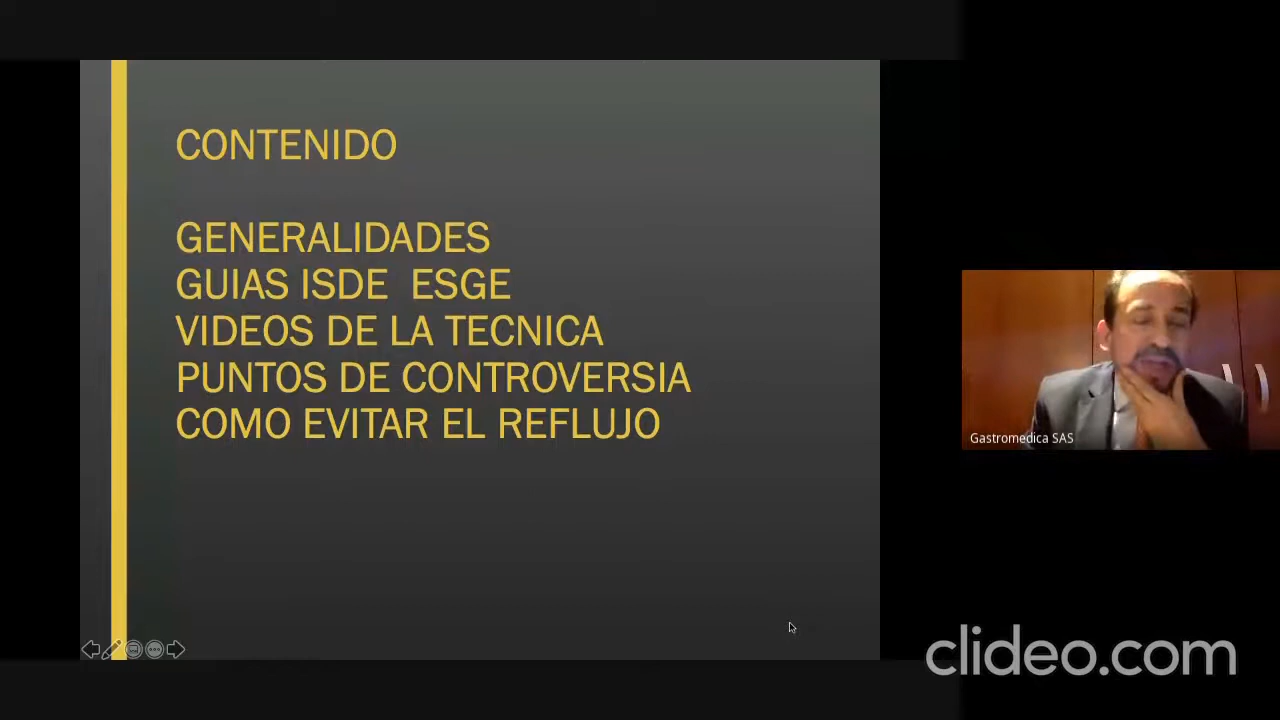 CONTENIDO
GENERALIDADES
GUIAS ISDE ESGE
VIDEOS DE LA TECNICA
PUNTOS DE CONTROVERSIA
COMO EVITAR EL REFLUJO
Gastromedica SAS
clideo.com